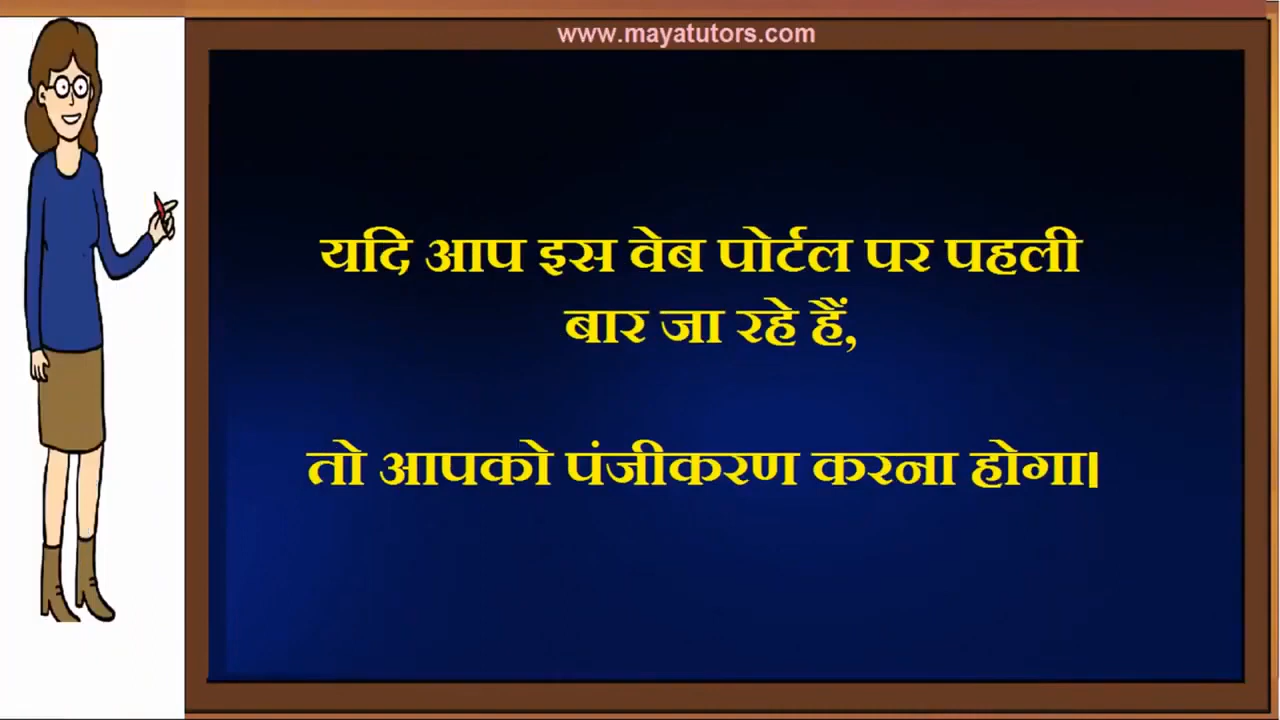 www.mayatutors.com
यदि आप इस वेब पोर्टल पर पहली
बार जा रहे हैं,
तो आपको पंजीकरण करना होगा।